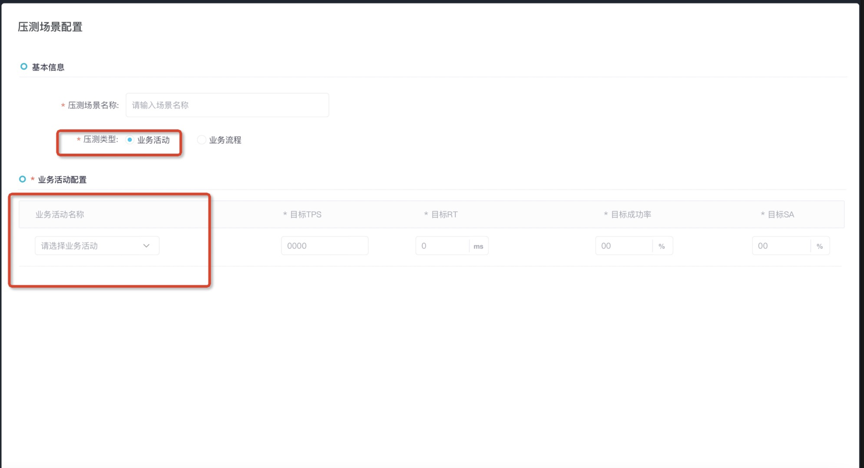 压测场景配置
基本信息
* 压测场景名称: 请输入场景名称
* 压测类型: 业务活动 业务流程
* 业务活动配置
业务活动名称 * 目标TPS * 目标RT * 目标成功率 * 目标SA
请选择业务活动 0000 0 ms 00 % 00 %